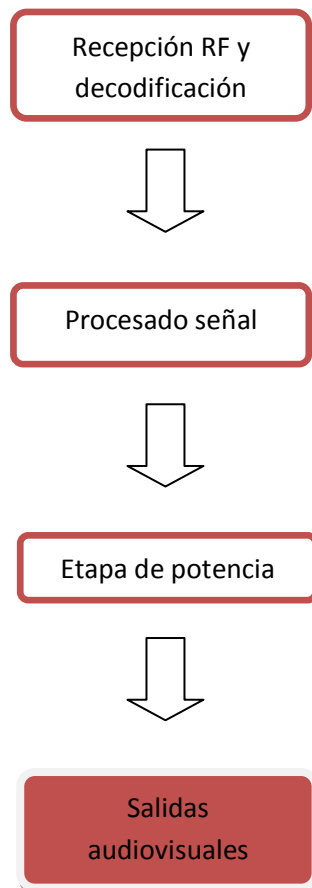 Recepción RF y
decodificación
Procesado señal
Etapa de potencia
Salidas
audiovisuales